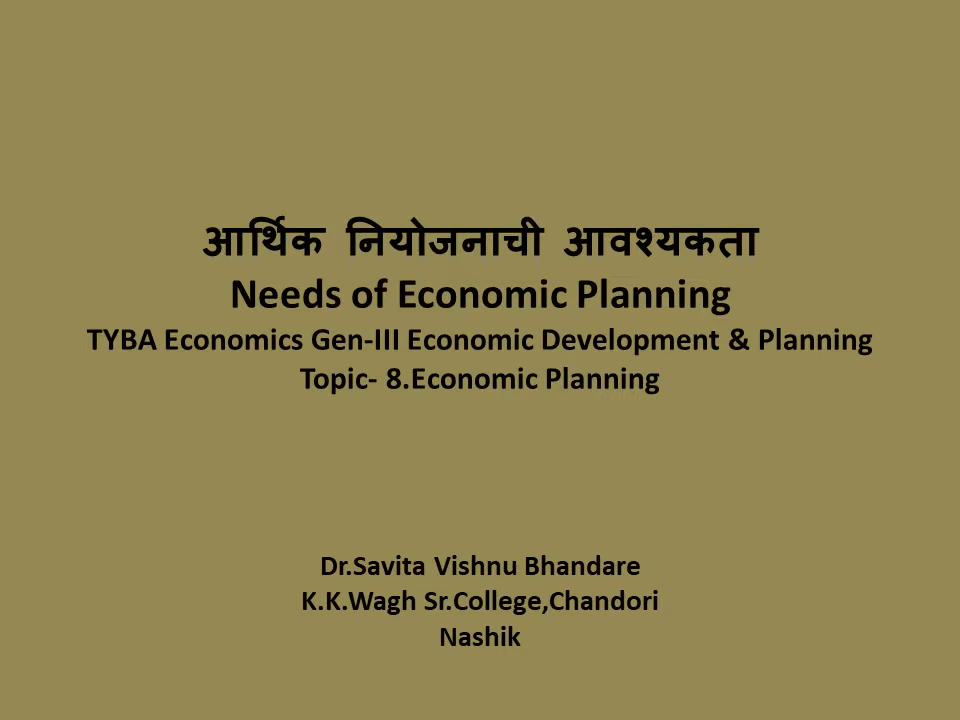 आर्थिक नियोजनाची आवश्यकता
Needs of Economic Planning
TYBA Economics Gen-III Economic Development & Planning
Topic- 8.Economic Planning
Dr.Savita Vishnu Bhandare
K.K.Wagh Sr.College,Chandori
Nashik